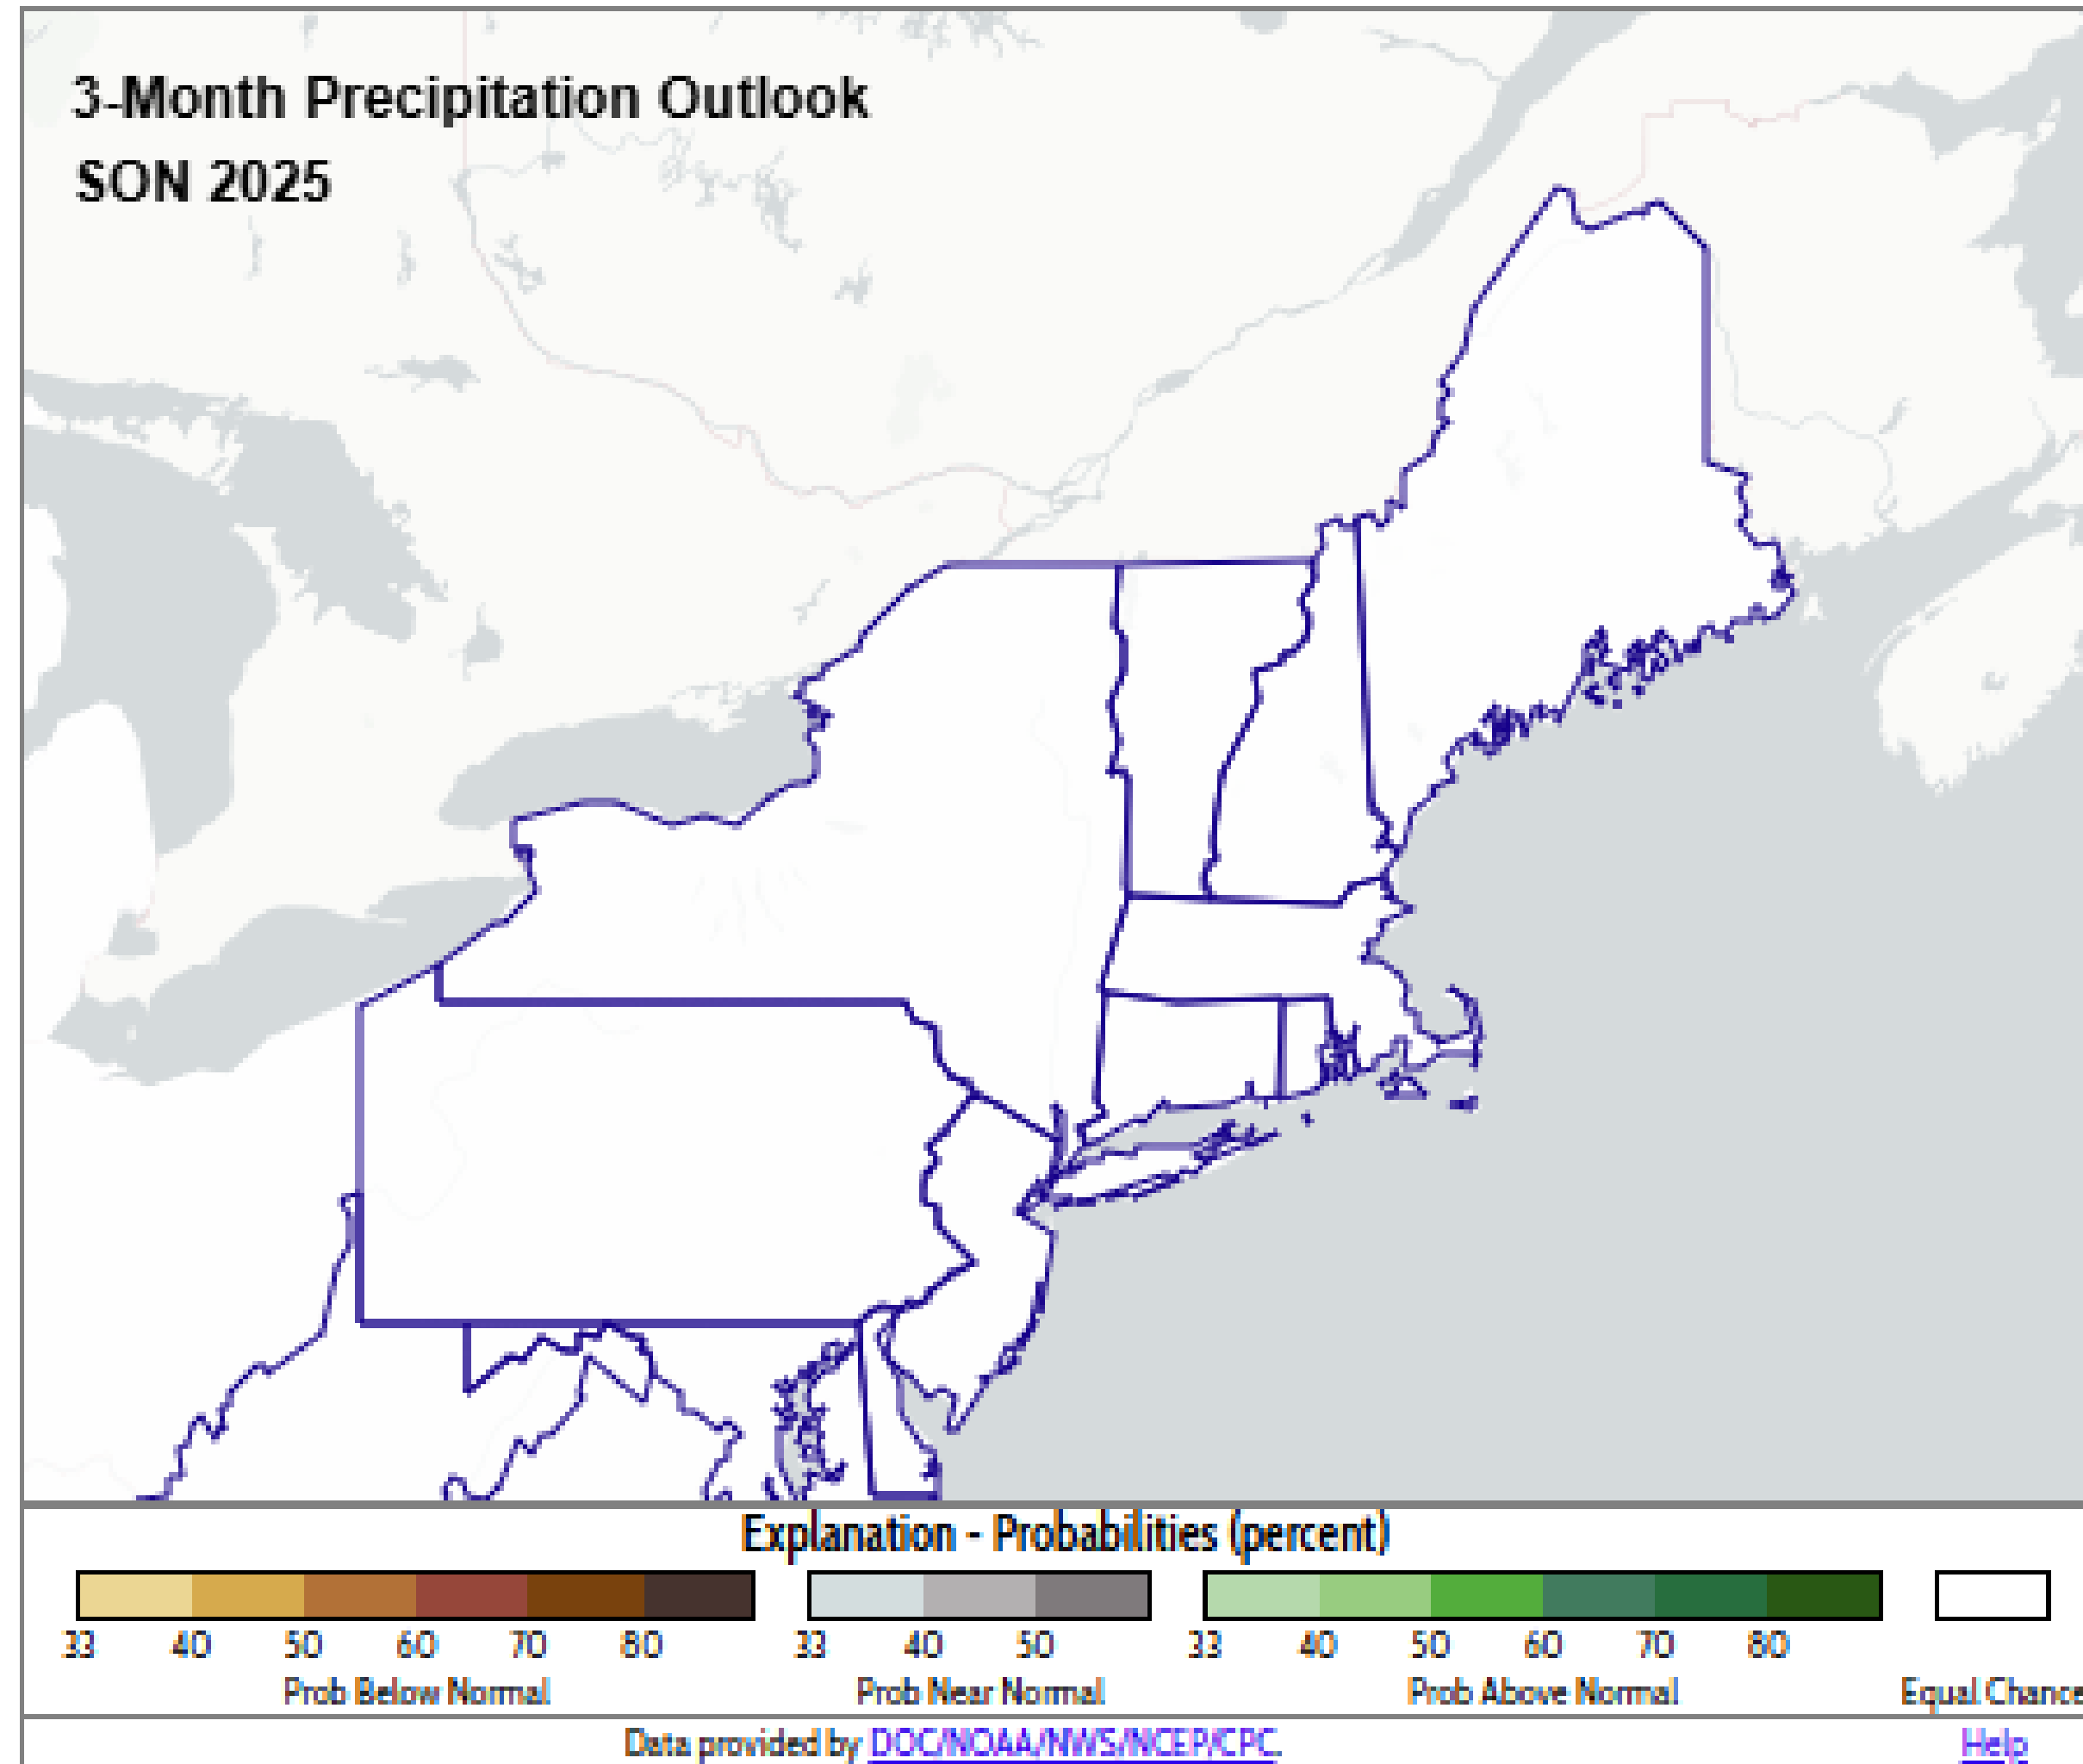 3-Month Precipitation Outlook
SON 2025
Explanation - Probabilities (percent)
33 40 50 60 70 80 33 40 50 33 40 50 60 70 80
Prob Below Normal Prob Near Normal Prob Above Normal Equal Chance
Data provided by DOC/NOAA/NWS/NCEP/CPC. Help